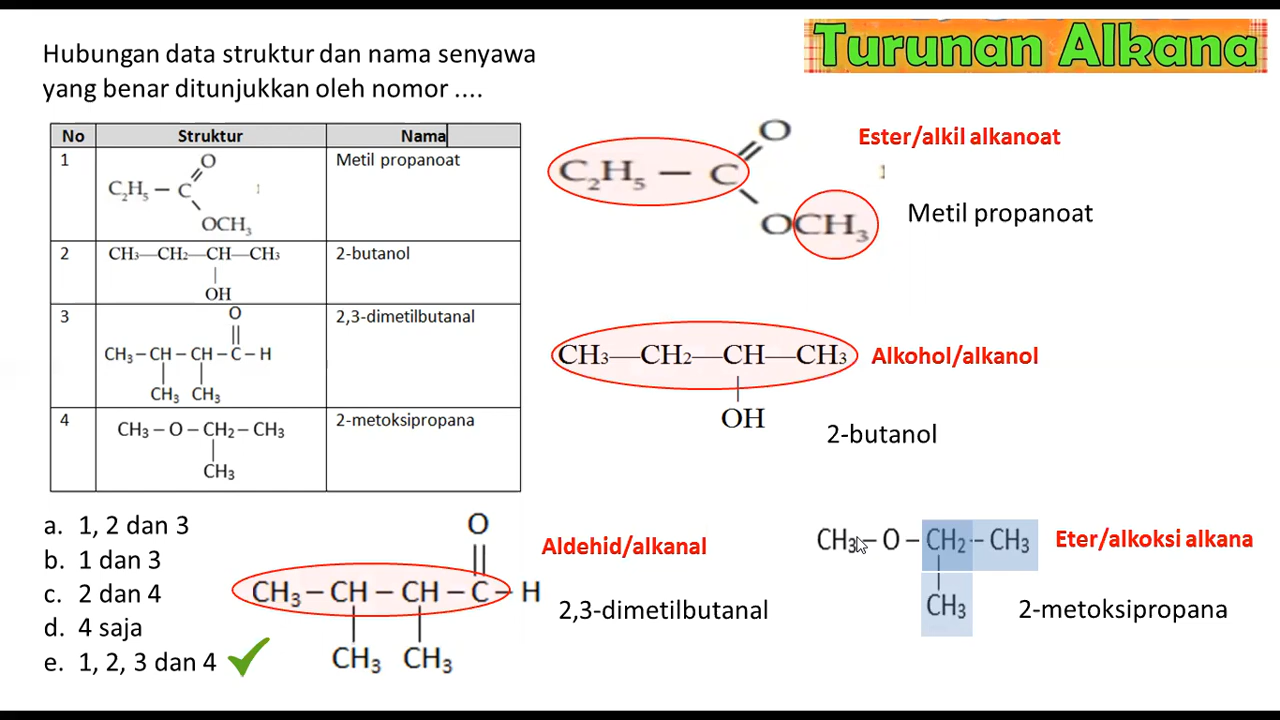 Turunan Alkana
Hubungan data struktur dan nama senyawa
yang benar ditunjukkan oleh nomor ....
No Struktur Nama
1 Metil propanoat
O
C₂H₅ – C
OCH₃
2 CH₃—CH₂—CH—CH₃ 2-butanol
OH
3 2,3-dimetilbutanal
O
CH₃ – CH – CH – C – H
CH₃ CH₃
4 2-metoksipropana
CH₃ – O – CH₂ – CH₃
CH₃
a. 1, 2 dan 3
b. 1 dan 3
c. 2 dan 4
d. 4 saja
e. 1, 2, 3 dan 4
O
C₂H₅ – C
OCH₃
Ester/alkil alkanoat
Metil propanoat
CH₃—CH₂—CH—CH₃
OH
Alkohol/alkanol
2-butanol
O
CH₃ – CH – CH – C – H
CH₃ CH₃
Aldehid/alkanal
2,3-dimetilbutanal
CH₃ – O – CH₂ – CH₃
CH₃
Eter/alkoksi alkana
2-metoksipropana